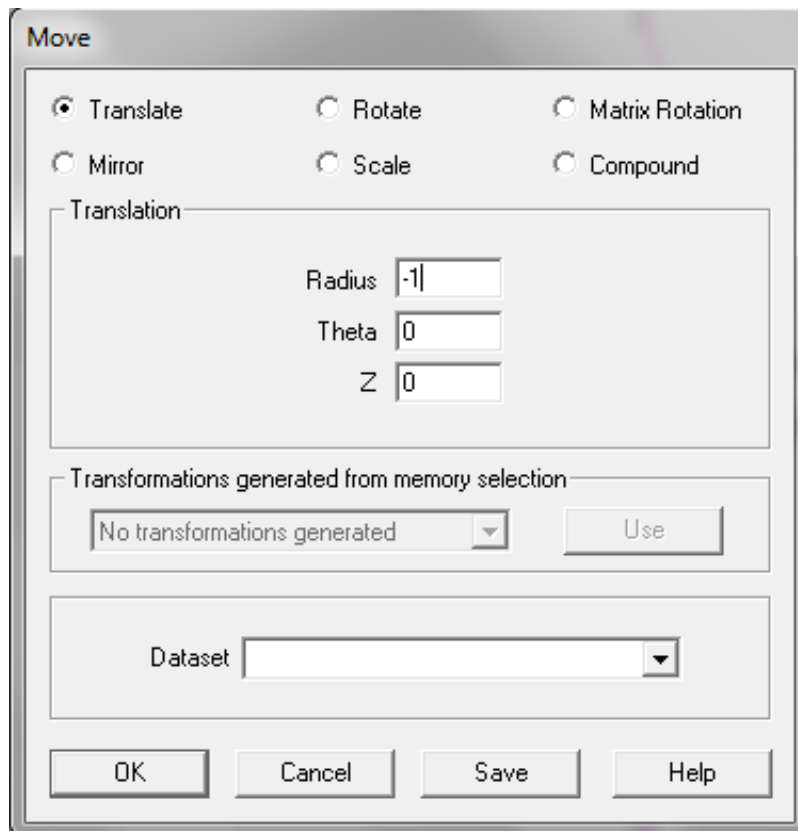 Move
Translate Rotate Matrix Rotation
Mirror Scale Compound
Translation
Radius -1
Theta 0
Z 0
Transformations generated from memory selection
No transformations generated Use
Dataset
OK Cancel Save Help